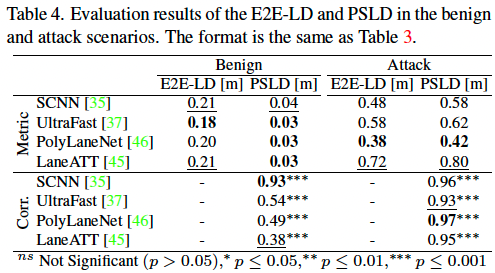 Table 4. Evaluation results of the E2E-LD and PSLD in the benign
and attack scenarios. The format is the same as Table 3.
Benign Attack
E2E-LD [m] PSLD [m] E2E-LD [m] PSLD [m]
Metric
SCNN [35] 0.21 0.04 0.48 0.58
UltraFast [37] 0.18 0.03 0.58 0.62
PolyLaneNet [46] 0.20 0.03 0.38 0.42
LaneATT [45] 0.21 0.03 0.72 0.80
Corr.
SCNN [35] - 0.93*** - 0.96***
UltraFast [37] - 0.54*** - 0.93***
PolyLaneNet [46] - 0.49*** - 0.97***
LaneATT [45] - 0.38*** - 0.95***
ns Not Significant (p > 0.05),* p ≤ 0.05,** p ≤ 0.01,*** p ≤ 0.001